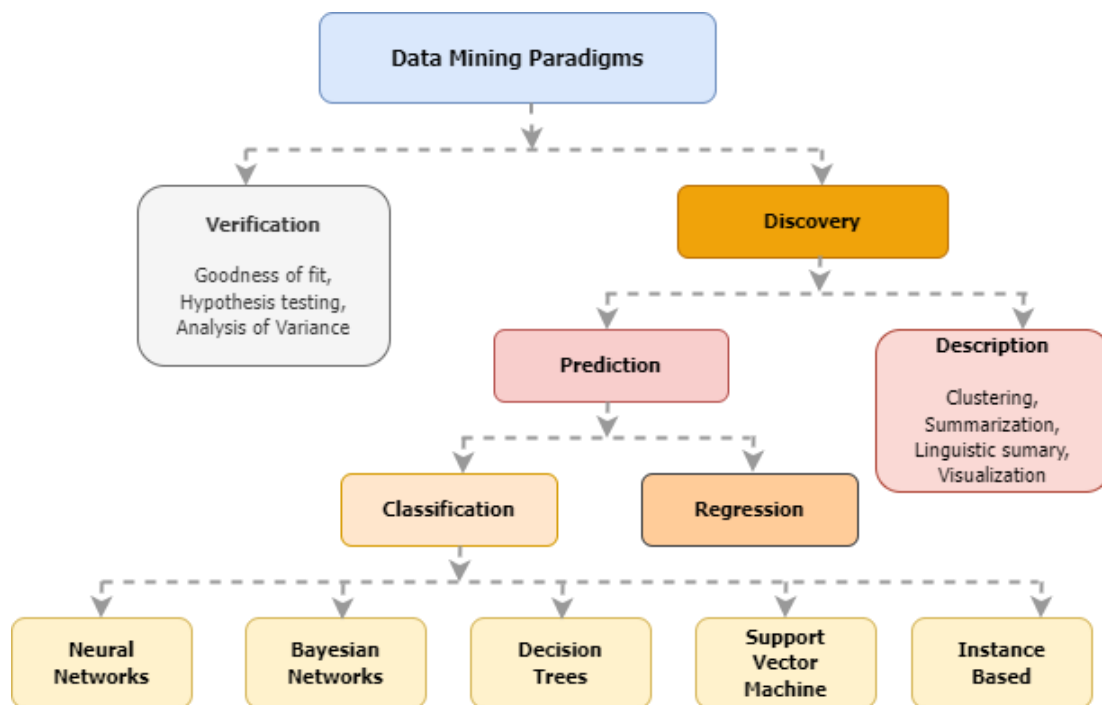 Data Mining Paradigms
Verification
Goodness of fit,
Hypothesis testing,
Analysis of Variance
Discovery
Prediction
Description
Clustering,
Summarization,
Linguistic sumary,
Visualization
Classification
Regression
Neural
Networks
Bayesian
Networks
Decision
Trees
Support
Vector
Machine
Instance
Based